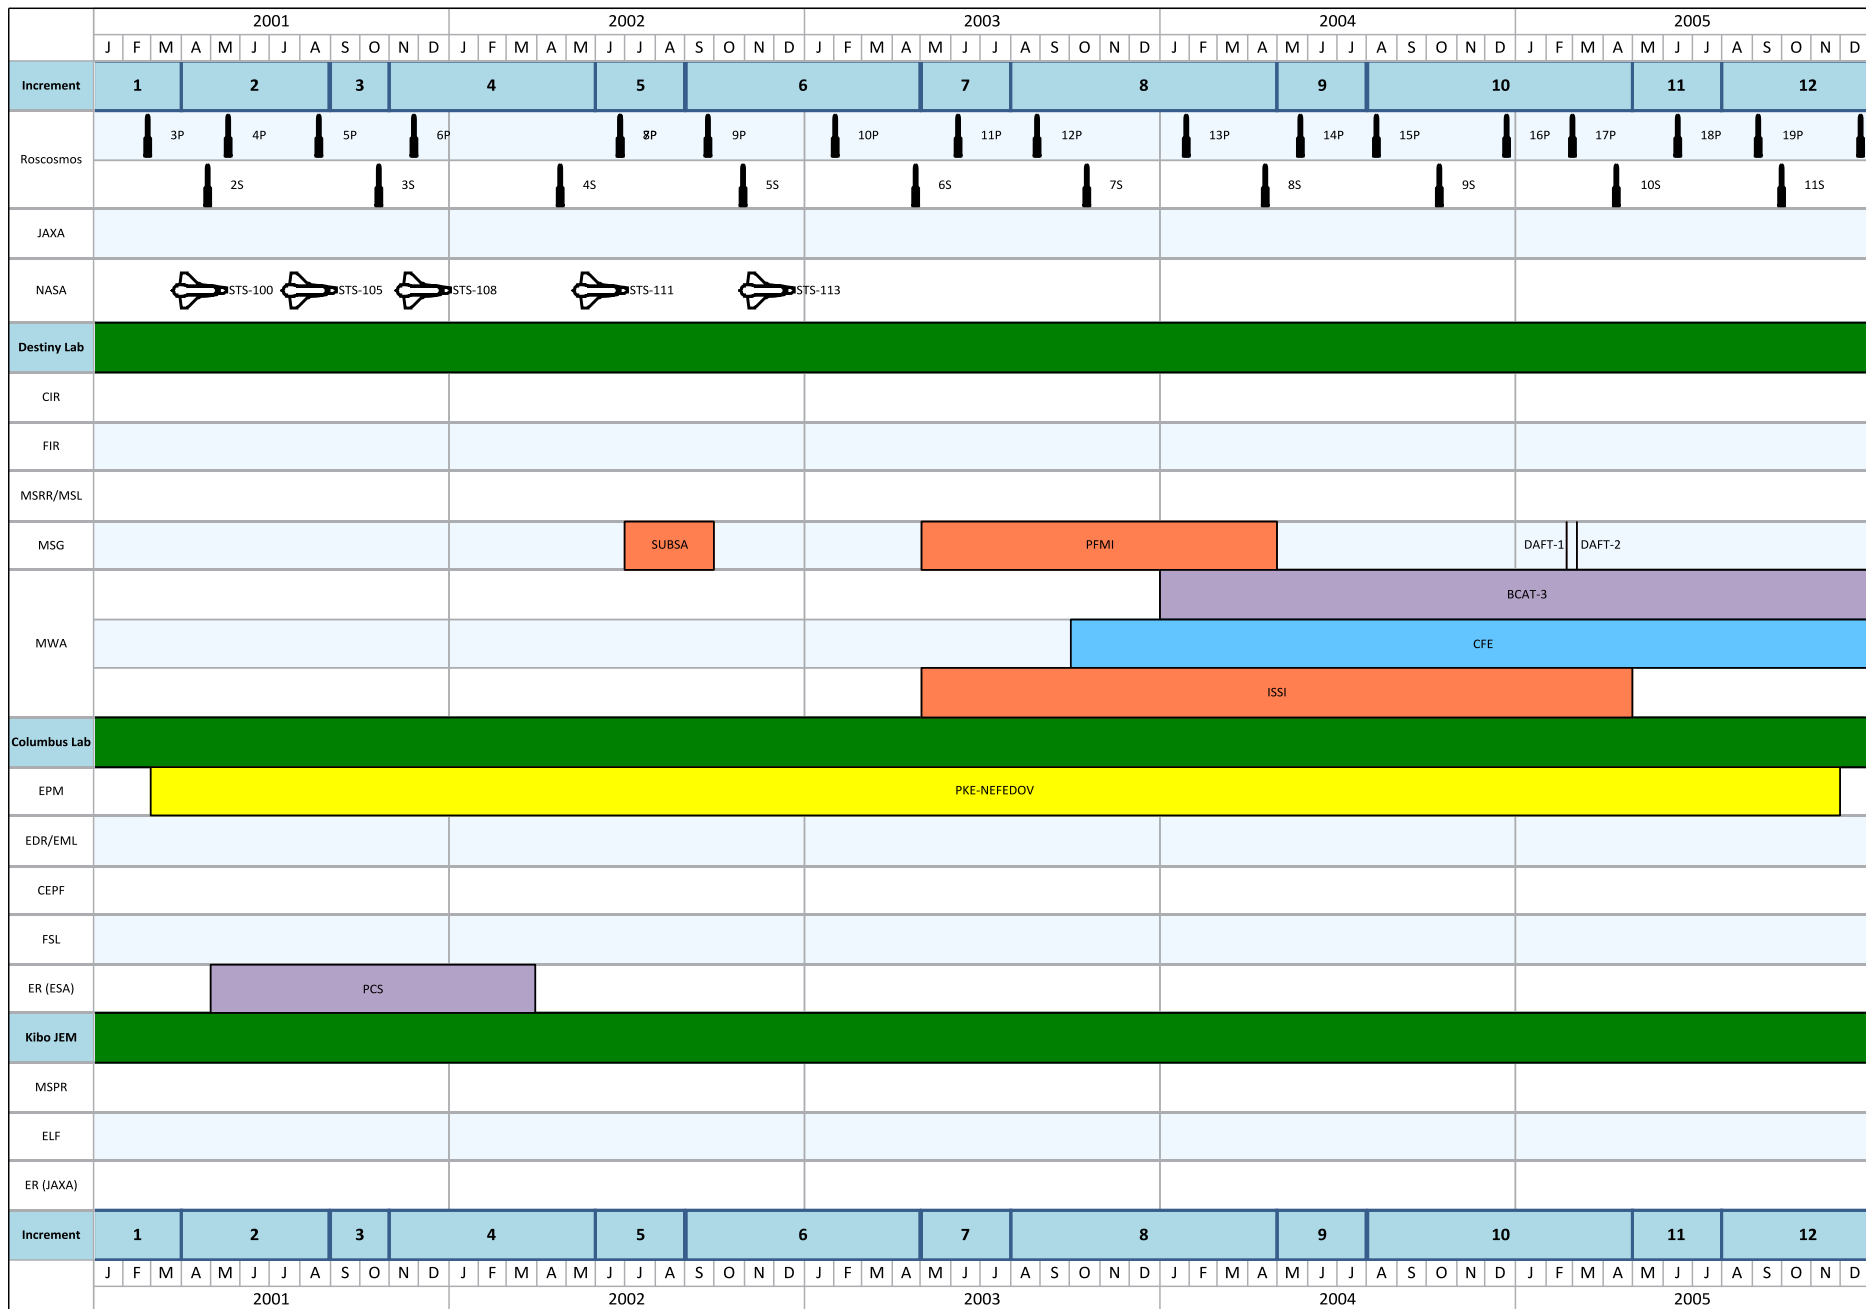 2001 2002 2003 2004 2005
J F M A M J J A S O N D J F M A M J J A S O N D J F M A M J J A S O N D J F M A M J J A S O N D J F M A M J J A S O N D
Increment 1 2 3 4 5 6 7 8 9 10 11 12
Roscosmos
3P 4P 5P 6P 8P 9P 10P 11P 12P 13P 14P 15P 16P 17P 18P 19P
2S 3S 4S 5S 6S 7S 8S 9S 10S 11S
JAXA
NASA STS-100 STS-105 STS-108 STS-111 STS-113
Destiny Lab
CIR
FIR
MSRR/MSL
MSG SUBSA PFMI DAFT-1 DAFT-2
BCAT-3
MWA CFE
ISSI
Columbus Lab
EPM PKE-NEFEDOV
EDR/EML
CEPF
FSL
ER (ESA) PCS
Kibo JEM
MSPR
ELF
ER (JAXA)
Increment 1 2 3 4 5 6 7 8 9 10 11 12
J F M A M J J A S O N D J F M A M J J A S O N D J F M A M J J A S O N D J F M A M J J A S O N D J F M A M J J A S O N D
2001 2002 2003 2004 2005